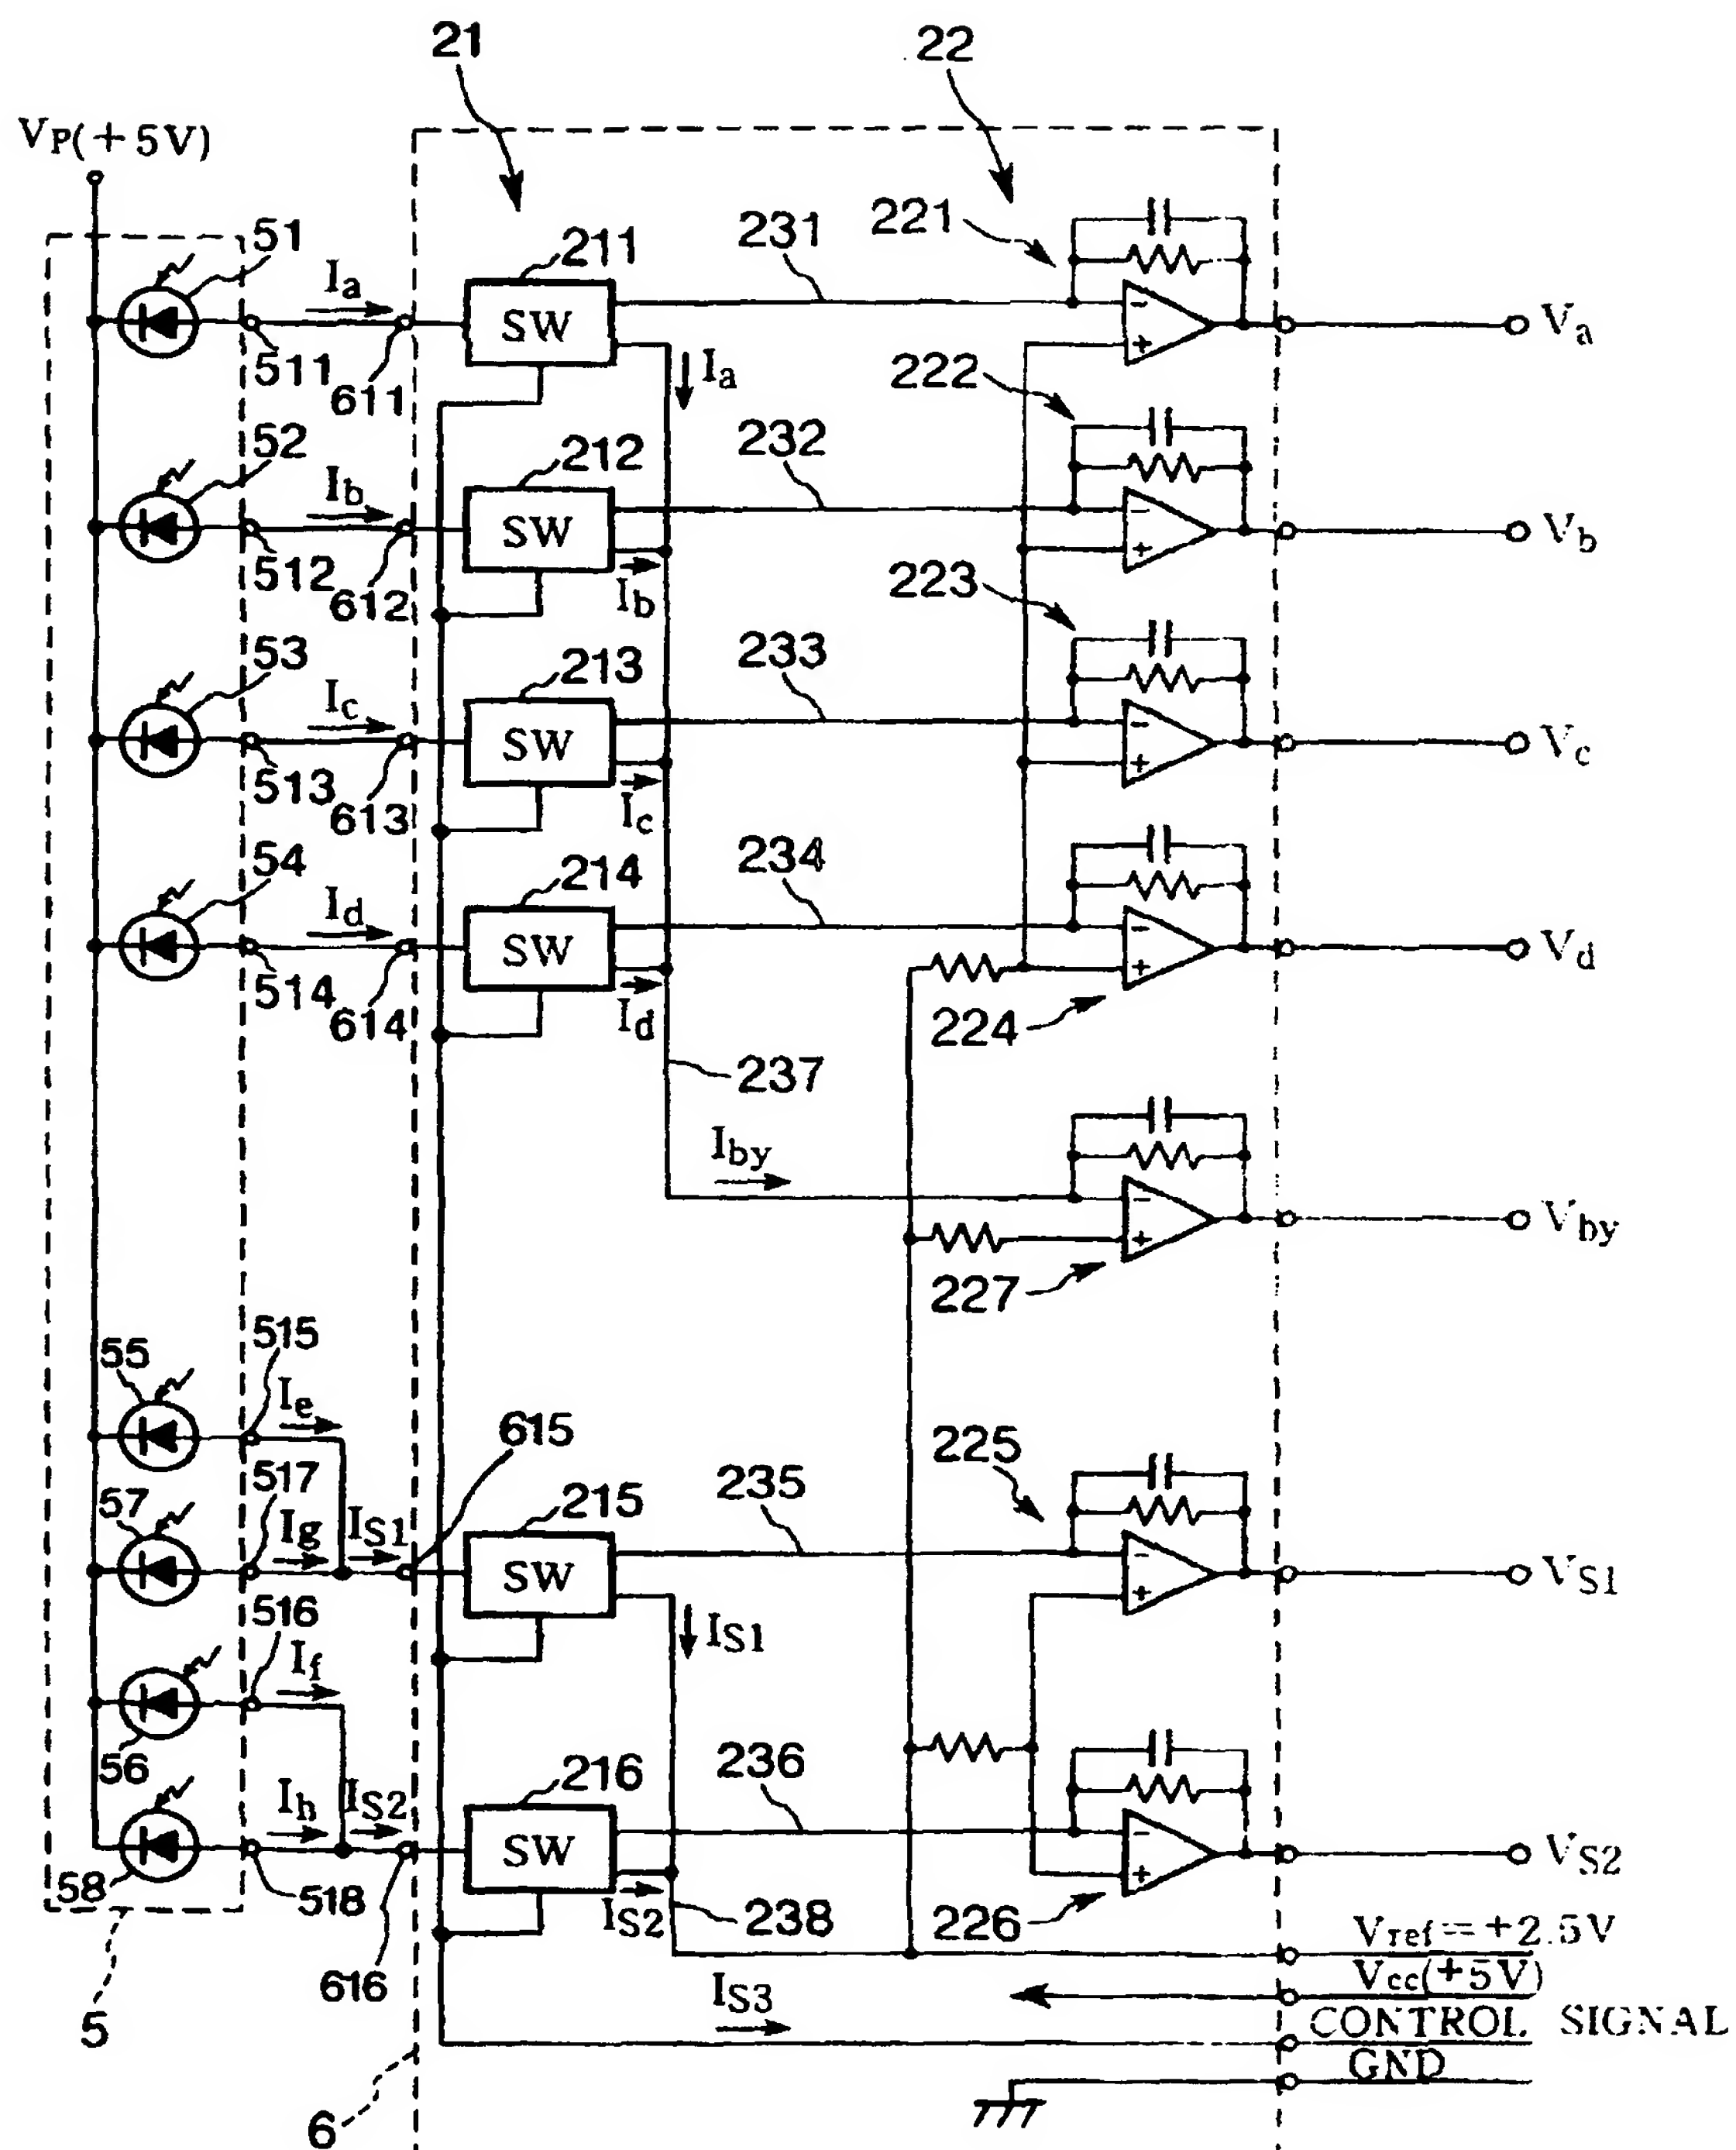 21
22
VP(+5V)
51
Ia
511
611
211
SW
231
221
Ia
Va
52
Ib
512
612
212
SW
Ib
232
222
Vb
53
Ic
513
613
213
SW
Ic
233
223
Vc
54
Id
514
614
214
SW
Id
234
224
Vd
237
Iby
227
Vby
55
515
Ie
57
517
Ig
IS1
615
215
SW
IS1
235
225
VS1
516
If
56
58
Ih
IS2
518
616
216
SW
IS2
236
238
226
VS2
Vref=+2.5V
Vcc(+5V)
IS3
CONTROL SIGNAL
GND
5
6
- + - + - + - + - + - + - +